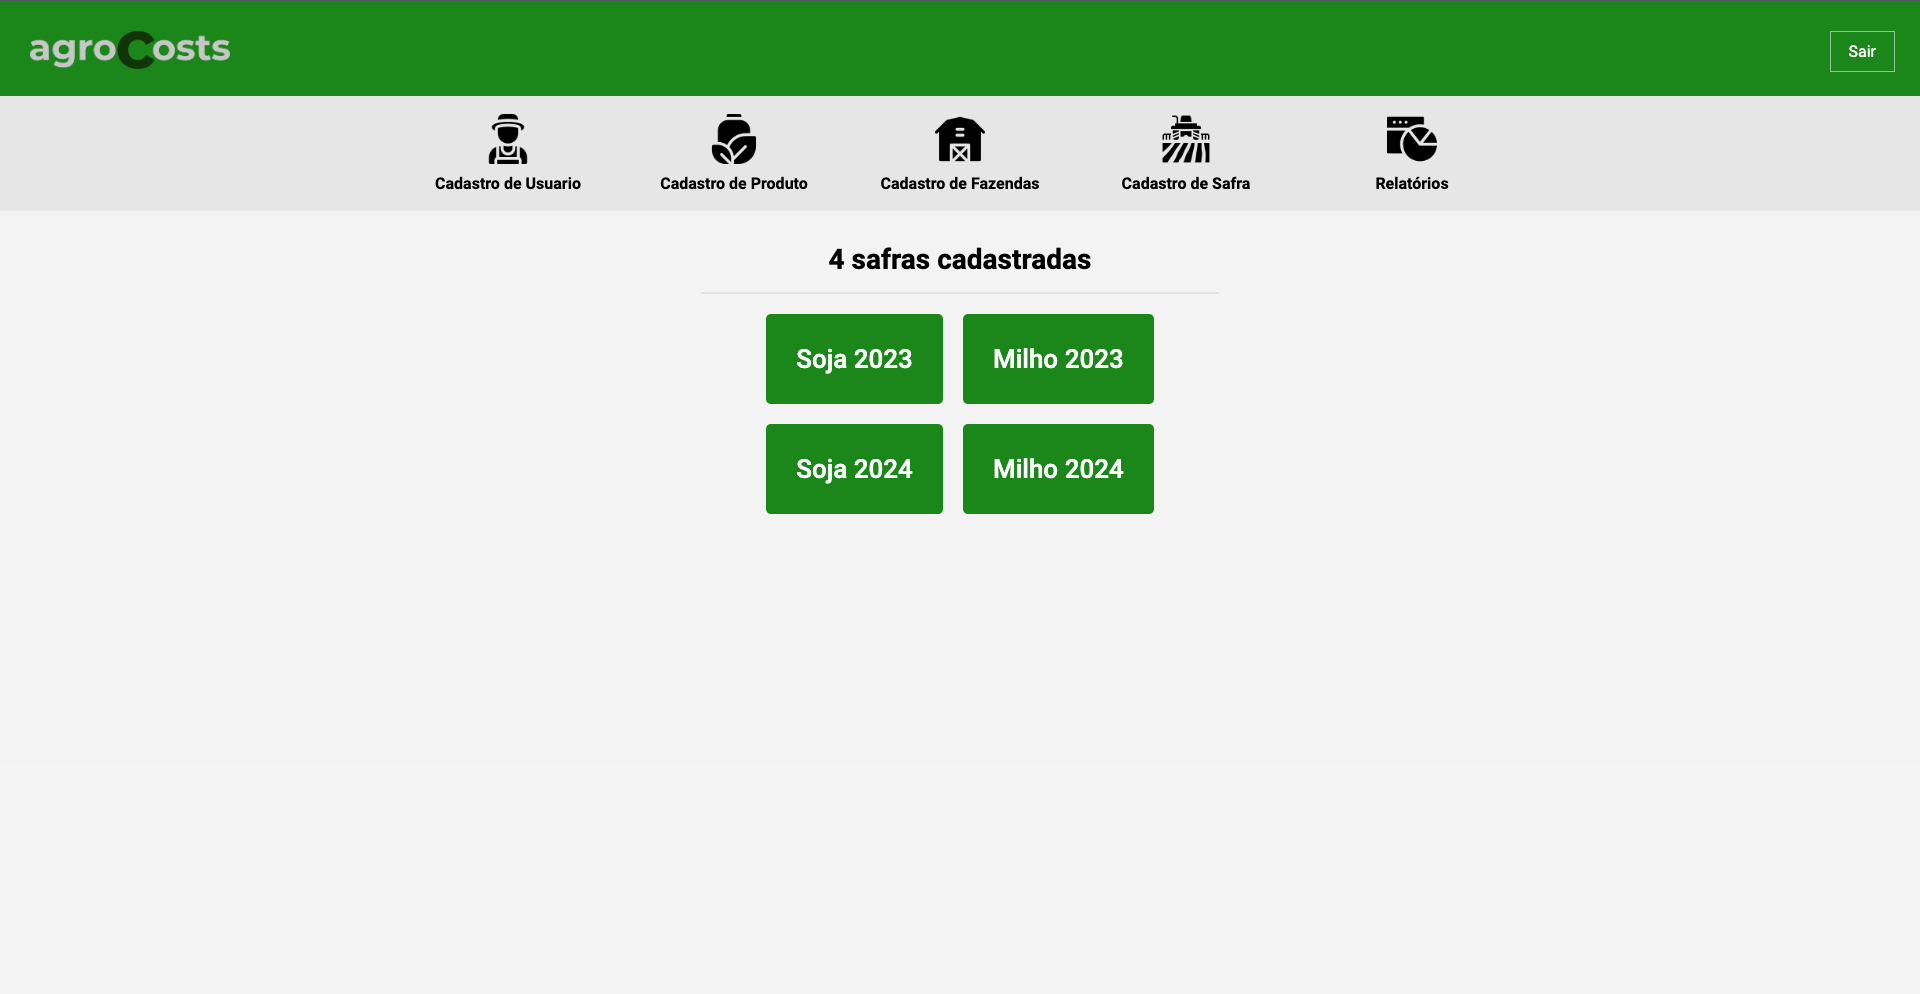 agroCosts
Sair
Cadastro de Usuario
Cadastro de Produto
Cadastro de Fazendas
Cadastro de Safra
Relatórios
4 safras cadastradas
Soja 2023
Milho 2023
Soja 2024
Milho 2024